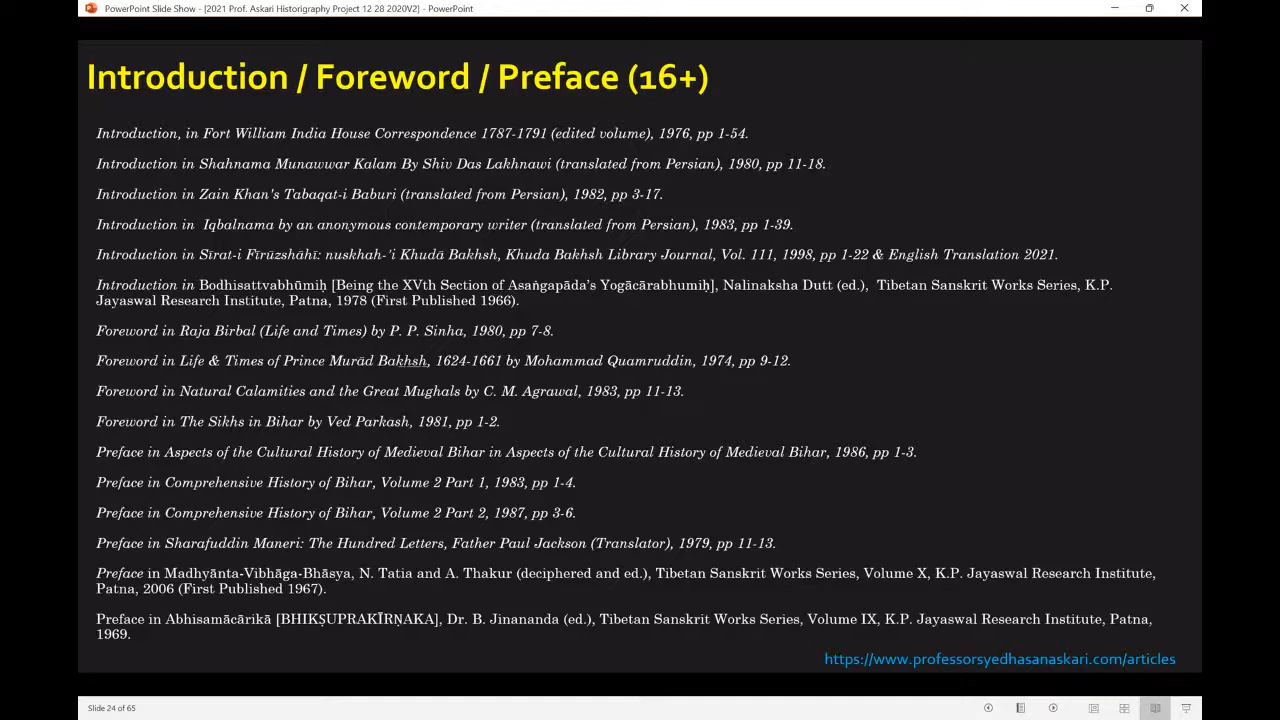 PowerPoint Slide Show - [2021 Prof. Askari Historigraphy Project 12 28 2020V2] - PowerPoint
Introduction / Foreword / Preface (16+)
Introduction, in Fort William India House Correspondence 1787-1791 (edited volume), 1976, pp 1-54.
Introduction in Shahnama Munawwar Kalam By Shiv Das Lakhnawi (translated from Persian), 1980, pp 11-18.
Introduction in Zain Khan's Tabaqat-i Baburi (translated from Persian), 1982, pp 3-17.
Introduction in Iqbalnama by an anonymous contemporary writer (translated from Persian), 1983, pp 1-39.
Introduction in Sīrat-i Fīrūzshāhī: nuskhah-'i Khudā Bakhsh, Khuda Bakhsh Library Journal, Vol. 111, 1998, pp 1-22 & English Translation 2021.
Introduction in Bodhisattvabhūmiḥ [Being the XVth Section of Asaṅgapāda's Yogācārabhumiḥ], Nalinaksha Dutt (ed.), Tibetan Sanskrit Works Series, K.P.
Jayaswal Research Institute, Patna, 1978 (First Published 1966).
Foreword in Raja Birbal (Life and Times) by P. P. Sinha, 1980, pp 7-8.
Foreword in Life & Times of Prince Murād Bakhsh, 1624-1661 by Mohammad Quamruddin, 1974, pp 9-12.
Foreword in Natural Calamities and the Great Mughals by C. M. Agrawal, 1983, pp 11-13.
Foreword in The Sikhs in Bihar by Ved Parkash, 1981, pp 1-2.
Preface in Aspects of the Cultural History of Medieval Bihar in Aspects of the Cultural History of Medieval Bihar, 1986, pp 1-3.
Preface in Comprehensive History of Bihar, Volume 2 Part 1, 1983, pp 1-4.
Preface in Comprehensive History of Bihar, Volume 2 Part 2, 1987, pp 3-6.
Preface in Sharafuddin Maneri: The Hundred Letters, Father Paul Jackson (Translator), 1979, pp 11-13.
Preface in Madhyānta-Vibhāga-Bhāsya, N. Tatia and A. Thakur (deciphered and ed.), Tibetan Sanskrit Works Series, Volume X, K.P. Jayaswal Research Institute,
Patna, 2006 (First Published 1967).
Preface in Abhisamācārikā [BHIKṢUPRAKĪRṆAKA], Dr. B. Jinananda (ed.), Tibetan Sanskrit Works Series, Volume IX, K.P. Jayaswal Research Institute, Patna,
1969.
https://www.professorsyedhasanaskari.com/articles
Slide 24 of 65